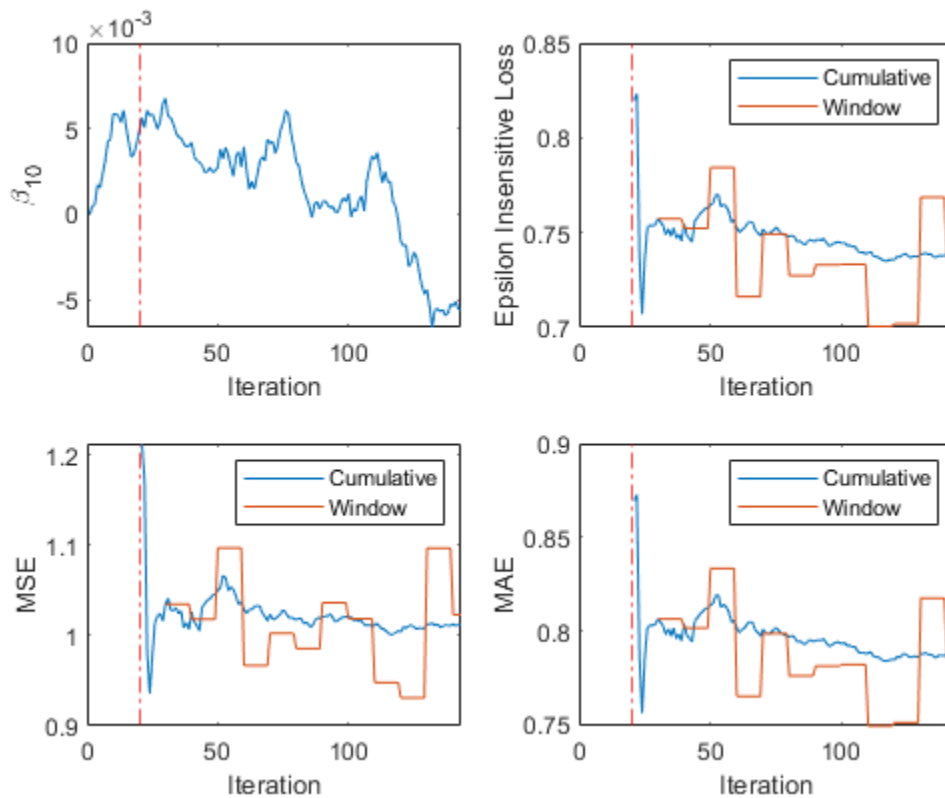 ×10⁻³
10
5
0
-5
β₁₀
0 50 100
Iteration
0.85
0.8
0.75
0.7
Epsilon Insensitive Loss
Cumulative
Window
0 50 100
Iteration
1.2
1.1
1
0.9
MSE
Cumulative
Window
0 50 100
Iteration
0.9
0.85
0.8
0.75
MAE
Cumulative
Window
0 50 100
Iteration